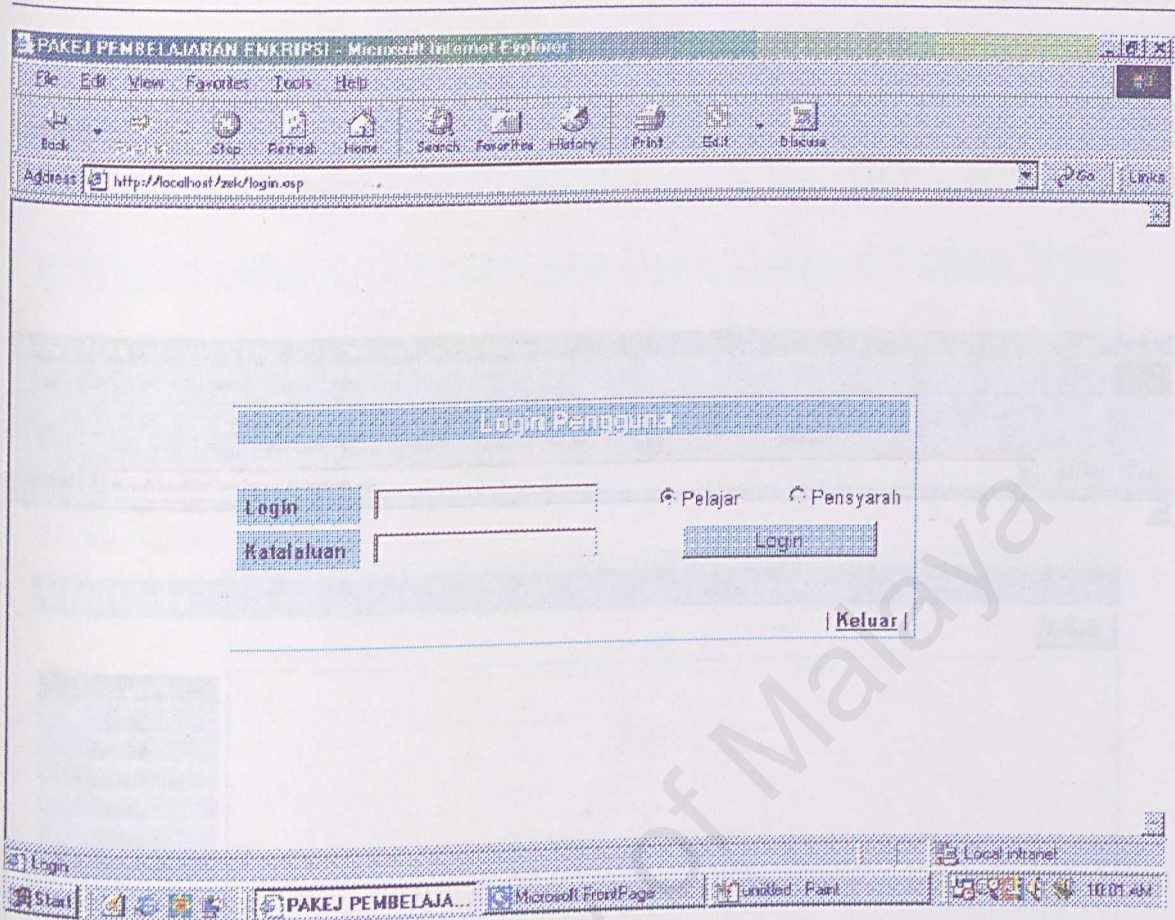 PAKEJ PEMBELAJARAN ENKRIPSI - Microsoft Internet Explorer
File Edit View Favorites Tools Help
Back Stop Refresh Home Search Favorites History Print Edit Discuss
Address http://localhost/zek/login.asp Go Links
Login Pengguna
Login Pelajar Pensyarah
Katalaluan Login
| Keluar |
of Malaya
Login Local intranet
Start PAKEJ PEMBELAJA... Microsoft FrontPage untitled - Paint 10:01 AM